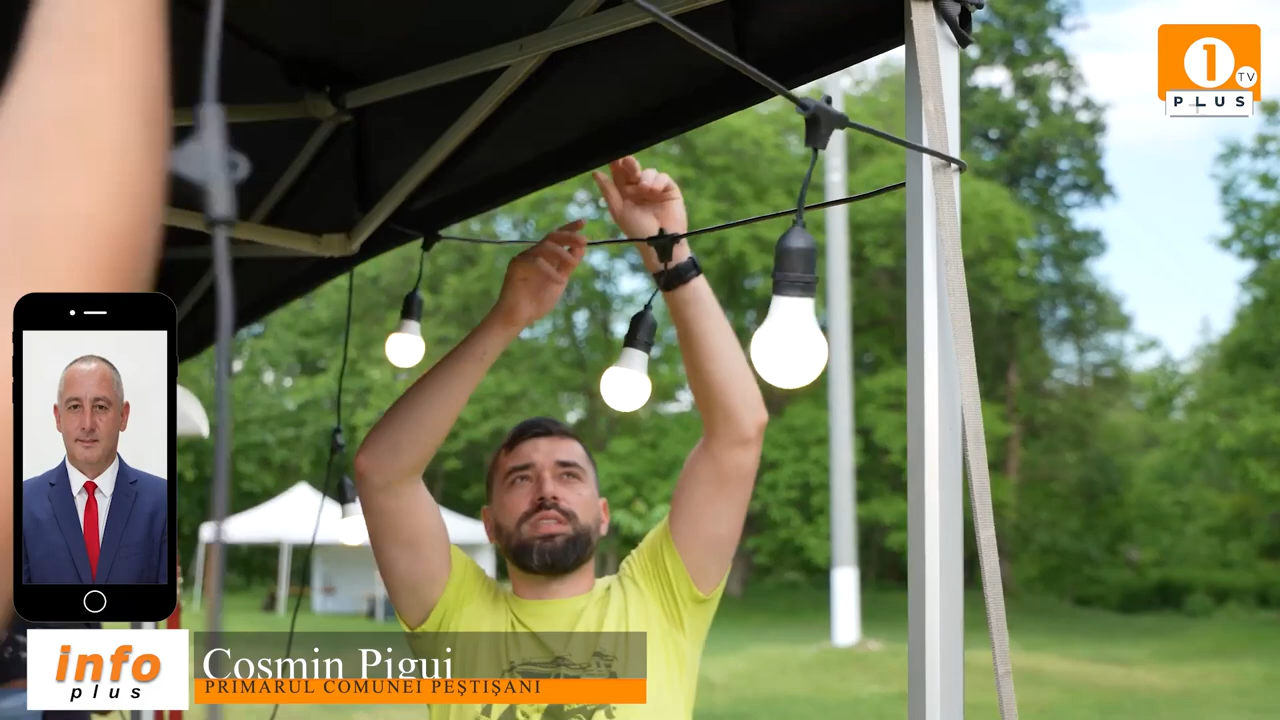 1
TV
PLUS
info
plus
Cosmin Pigui
PRIMARUL COMUNEI PEȘTIȘANI